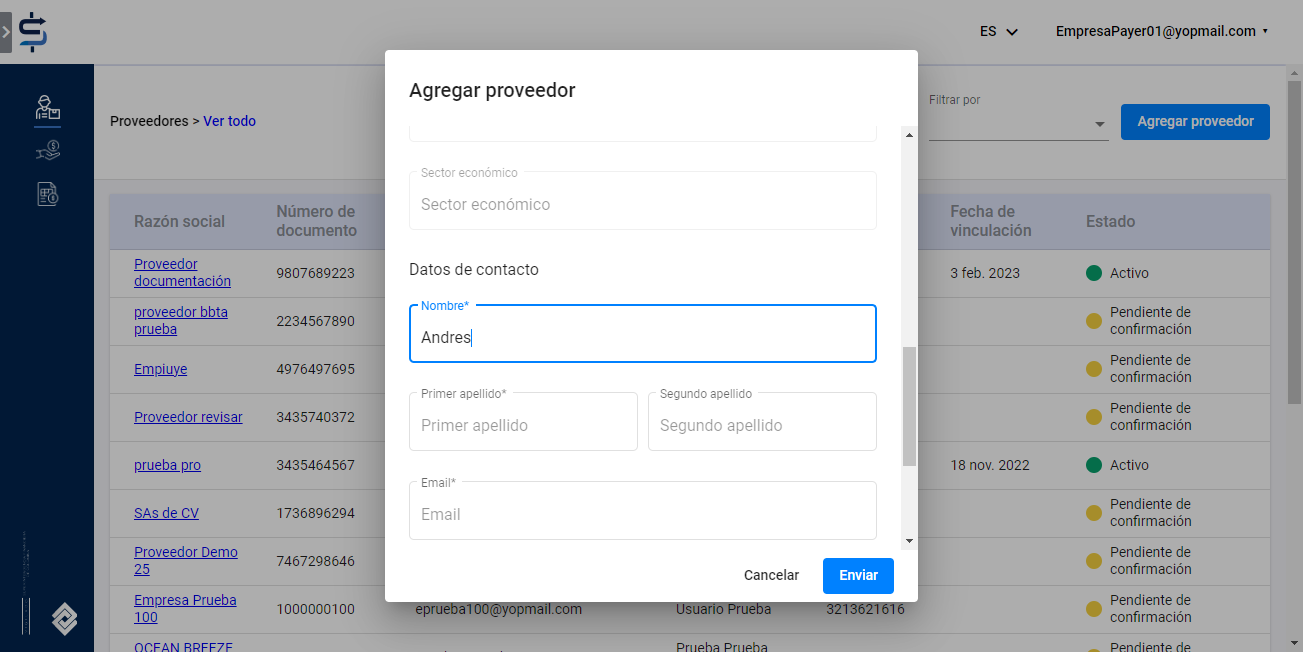 ES
EmpresaPayer01@yopmail.com
Proveedores > Ver todo
Filtrar por
Agregar proveedor
Agregar proveedor
Sector económico
Sector económico
Datos de contacto
Nombre*
Andres
Primer apellido*
Segundo apellido
Primer apellido
Segundo apellido
Email*
Email
Cancelar
Enviar
Razón social
Número de
documento
Fecha de
vinculación
Estado
Proveedor
documentación
9807689223
3 feb. 2023
Activo
proveedor bbta
prueba
2234567890
Pendiente de
confirmación
Empiuye
4976497695
Pendiente de
confirmación
Proveedor revisar
3435740372
Pendiente de
confirmación
prueba pro
3435464567
18 nov. 2022
Activo
SAs de CV
1736896294
Pendiente de
confirmación
Proveedor Demo
25
7467298646
Pendiente de
confirmación
Empresa Prueba
100
1000000100
eprueba100@yopmail.com
Usuario Prueba
3213621616
Pendiente de
confirmación
OCEAN BREEZE
Prueba Prueba
Pendiente de